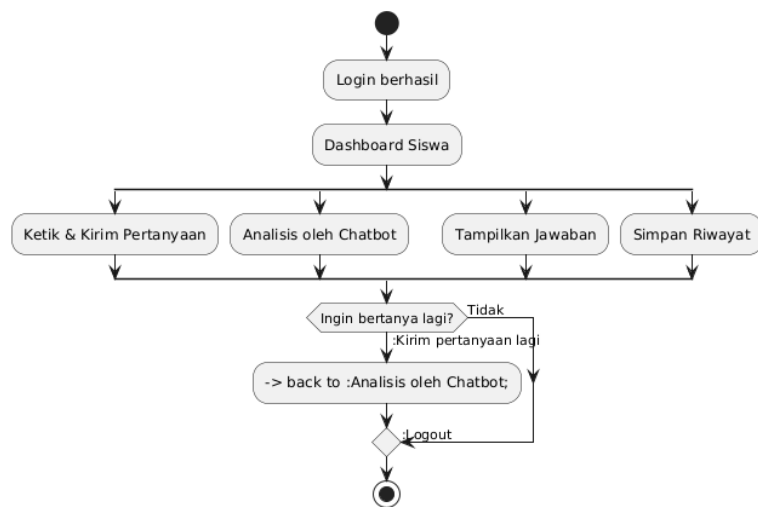 Login berhasil
Dashboard Siswa
Ketik & Kirim Pertanyaan
Analisis oleh Chatbot
Tampilkan Jawaban
Simpan Riwayat
Ingin bertanya lagi?
Tidak
:Kirim pertanyaan lagi
-> back to :Analisis oleh Chatbot;
:Logout